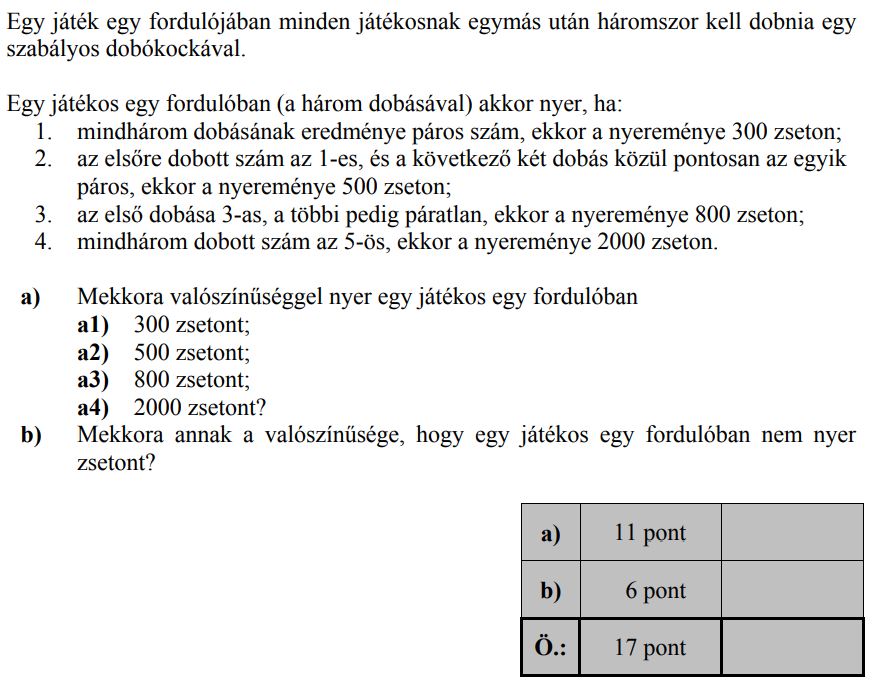 Egy játék egy fordulójában minden játékosnak egymás után háromszor kell dobnia egy
szabályos dobókockával.
Egy játékos egy fordulóban (a három dobásával) akkor nyer, ha:
1. mindhárom dobásának eredménye páros szám, ekkor a nyereménye 300 zseton;
2. az elsőre dobott szám az 1-es, és a következő két dobás közül pontosan az egyik
páros, ekkor a nyereménye 500 zseton;
3. az első dobása 3-as, a többi pedig páratlan, ekkor a nyereménye 800 zseton;
4. mindhárom dobott szám az 5-ös, ekkor a nyereménye 2000 zseton.
a) Mekkora valószínűséggel nyer egy játékos egy fordulóban
a1) 300 zsetont;
a2) 500 zsetont;
a3) 800 zsetont;
a4) 2000 zsetont?
b) Mekkora annak a valószínűsége, hogy egy játékos egy fordulóban nem nyer
zsetont?
a) 11 pont
b) 6 pont
Ö.: 17 pont